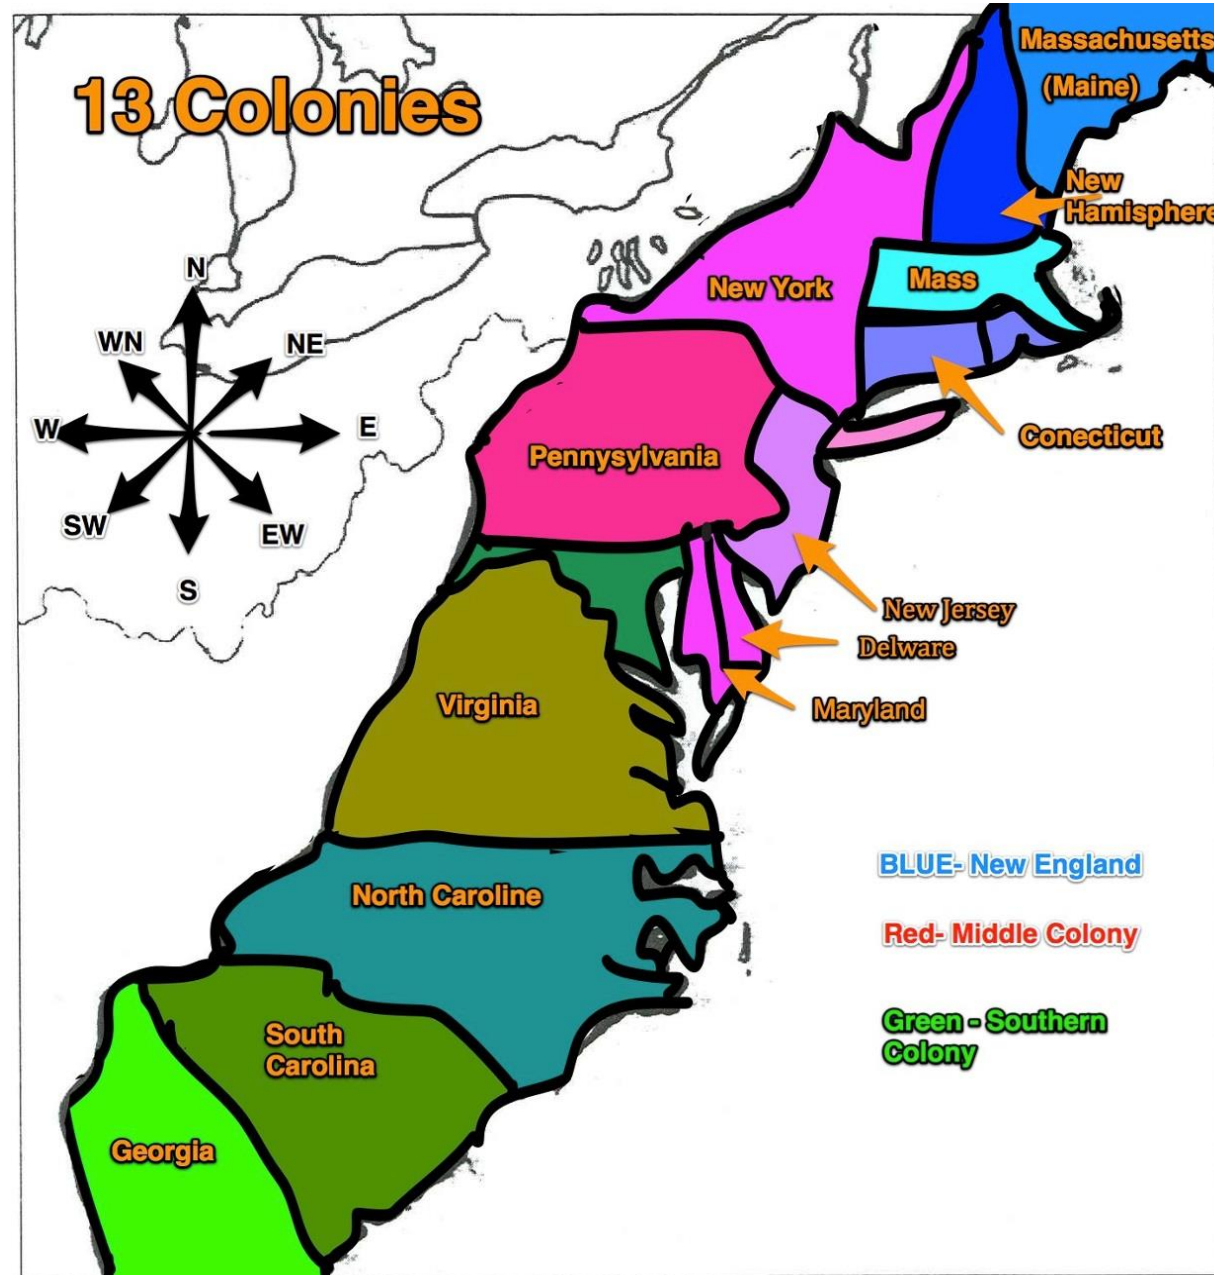 13 Colonies
Massachusetts
(Maine)
New
Hamisphere
N
WN
NE
W
E
SW
EW
S
New York
Mass
Conecticut
Pennysylvania
New Jersey
Delware
Maryland
Virginia
North Caroline
South
Carolina
Georgia
BLUE- New England
Red- Middle Colony
Green - Southern
Colony